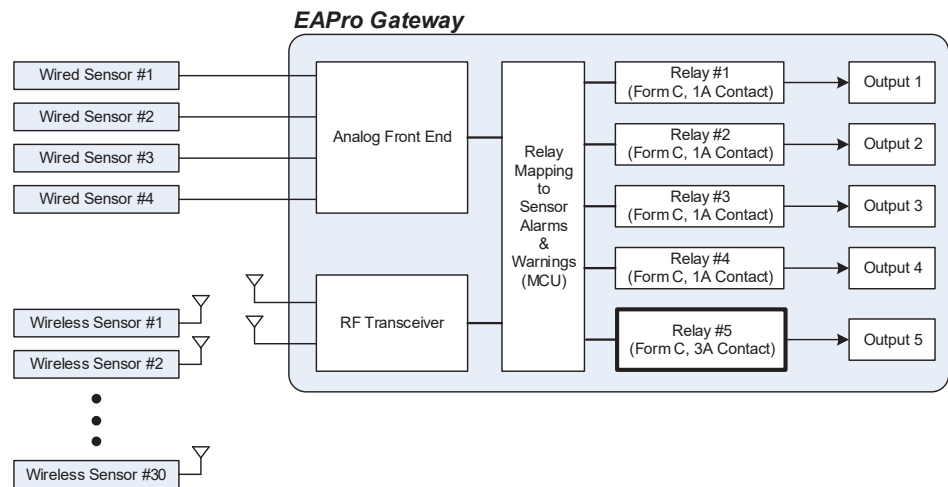 EAPro Gateway
Wired Sensor #1
Wired Sensor #2
Wired Sensor #3
Wired Sensor #4
Analog Front End
Wireless Sensor #1
Wireless Sensor #2
Wireless Sensor #30
RF Transceiver
Relay
Mapping
to
Sensor
Alarms
&
Warnings
(MCU)
Relay #1
(Form C, 1A Contact)
Output 1
Relay #2
(Form C, 1A Contact)
Output 2
Relay #3
(Form C, 1A Contact)
Output 3
Relay #4
(Form C, 1A Contact)
Output 4
Relay #5
(Form C, 3A Contact)
Output 5